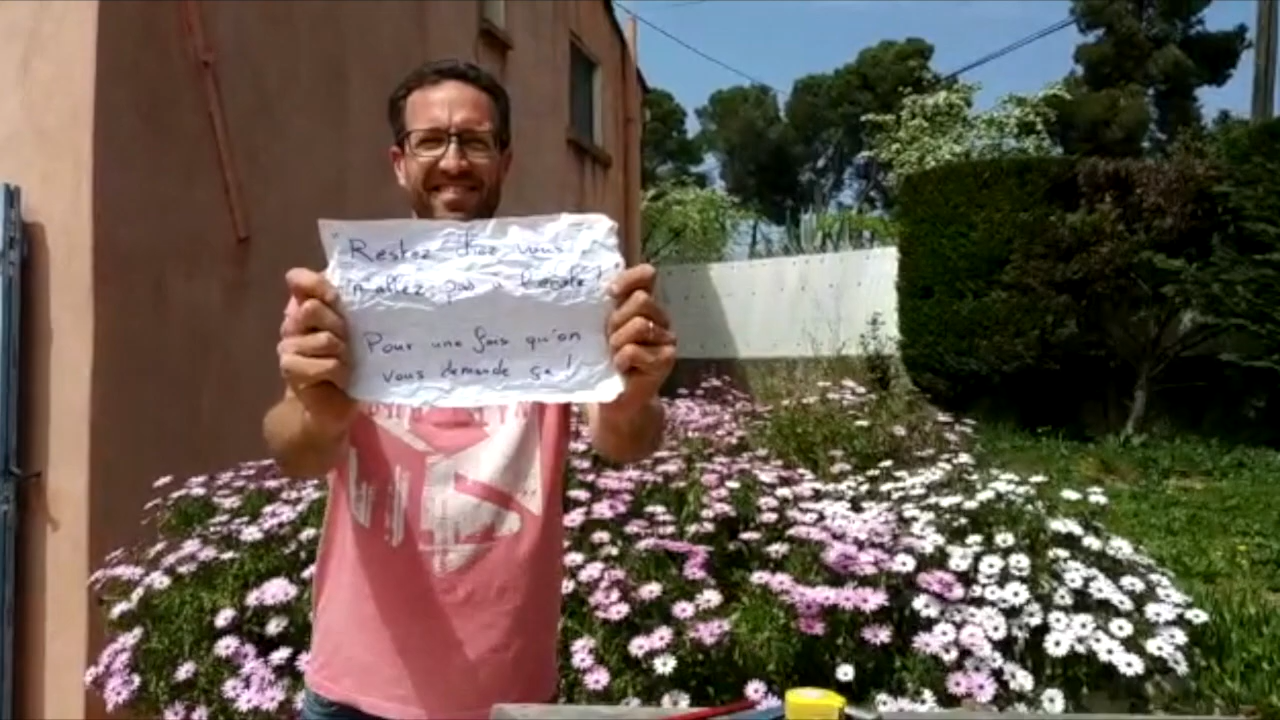 Restez chez vous
n'allez pas à l'école !
Pour une fois qu'on
vous demande ça !